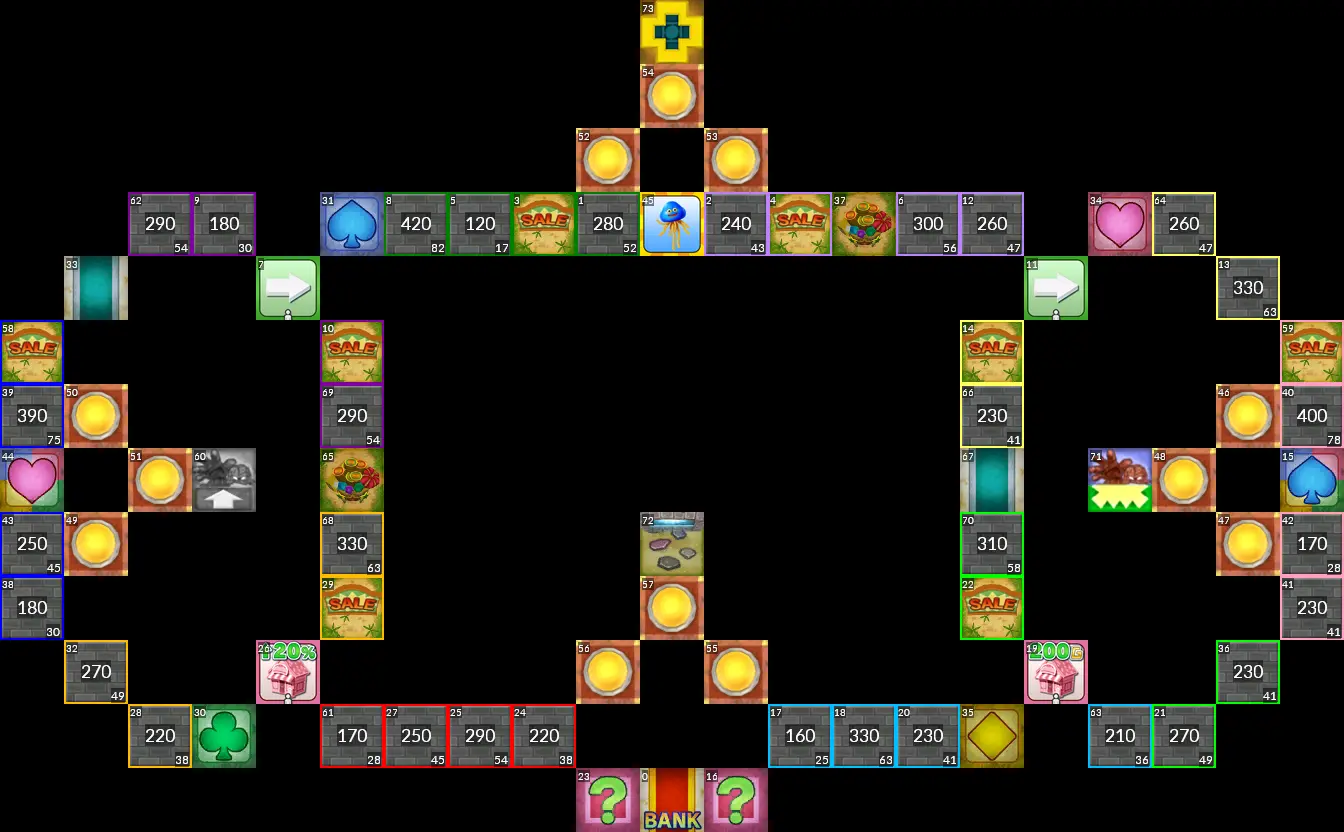 73
54
52 53
62 290 54 9 180 30 31 8 420 82 5 120 17 3 SALE 1 280 52 45 2 240 43 4 SALE 37 6 300 56 12 260 47 34 64 260 47
33 7 11 13 330 63
58 SALE 10 SALE 14 SALE 59 SALE
39 390 75 50 69 290 54 66 230 41 46 40 400 78
44 51 60 65 67 71 48 15
43 250 45 49 68 330 63 72 70 310 58 47 42 170 28
38 180 30 29 SALE 57 22 SALE 41 230 41
32 270 49 26 120% 56 55 19 200G 36 230 41
28 220 38 30 61 170 28 27 250 45 25 290 54 24 220 38 17 160 25 18 330 63 20 230 41 35 63 210 36 21 270 49
23 ? 0 BANK 16 ?